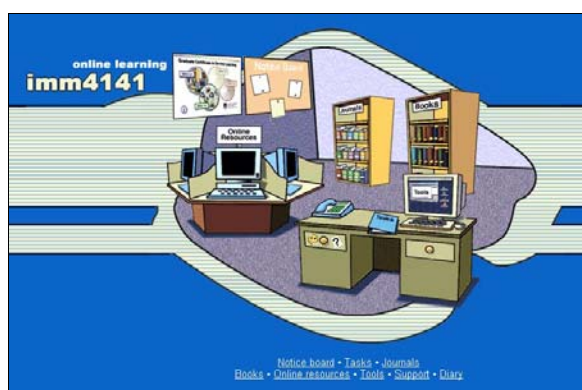 online learning
imm4141
Notice Board
Online
Resources
Journals
Books
Tools
Tasks
?
Notice board • Tasks • Journals
Books • Online resources • Tools • Support • Diary